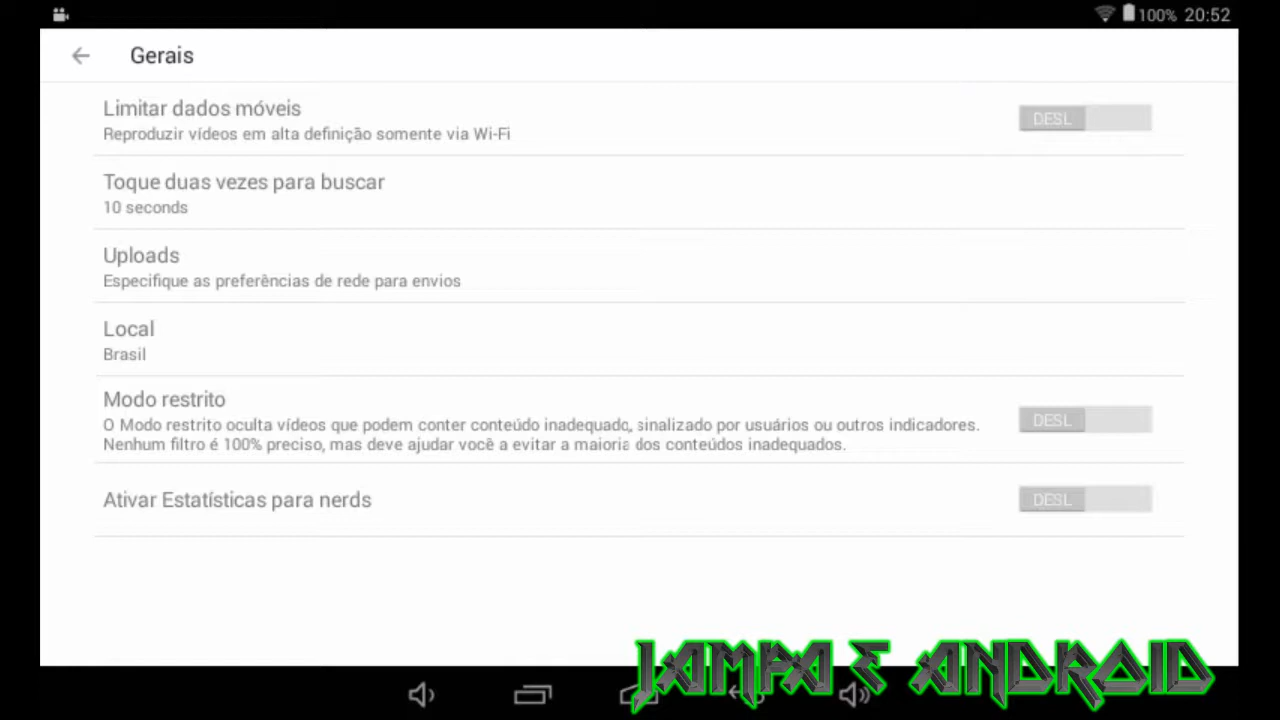 100% 20:52
Gerais
Limitar dados móveis
Reproduzir vídeos em alta definição somente via Wi-Fi
DESL
Toque duas vezes para buscar
10 seconds
Uploads
Especifique as preferências de rede para envios
Local
Brasil
Modo restrito
O Modo restrito oculta vídeos que podem conter conteúdo inadequado, sinalizado por usuários ou outros indicadores.
Nenhum filtro é 100% preciso, mas deve ajudar você a evitar a maioria dos conteúdos inadequados.
DESL
Ativar Estatísticas para nerds
DESL
JAMPA E ANDROID